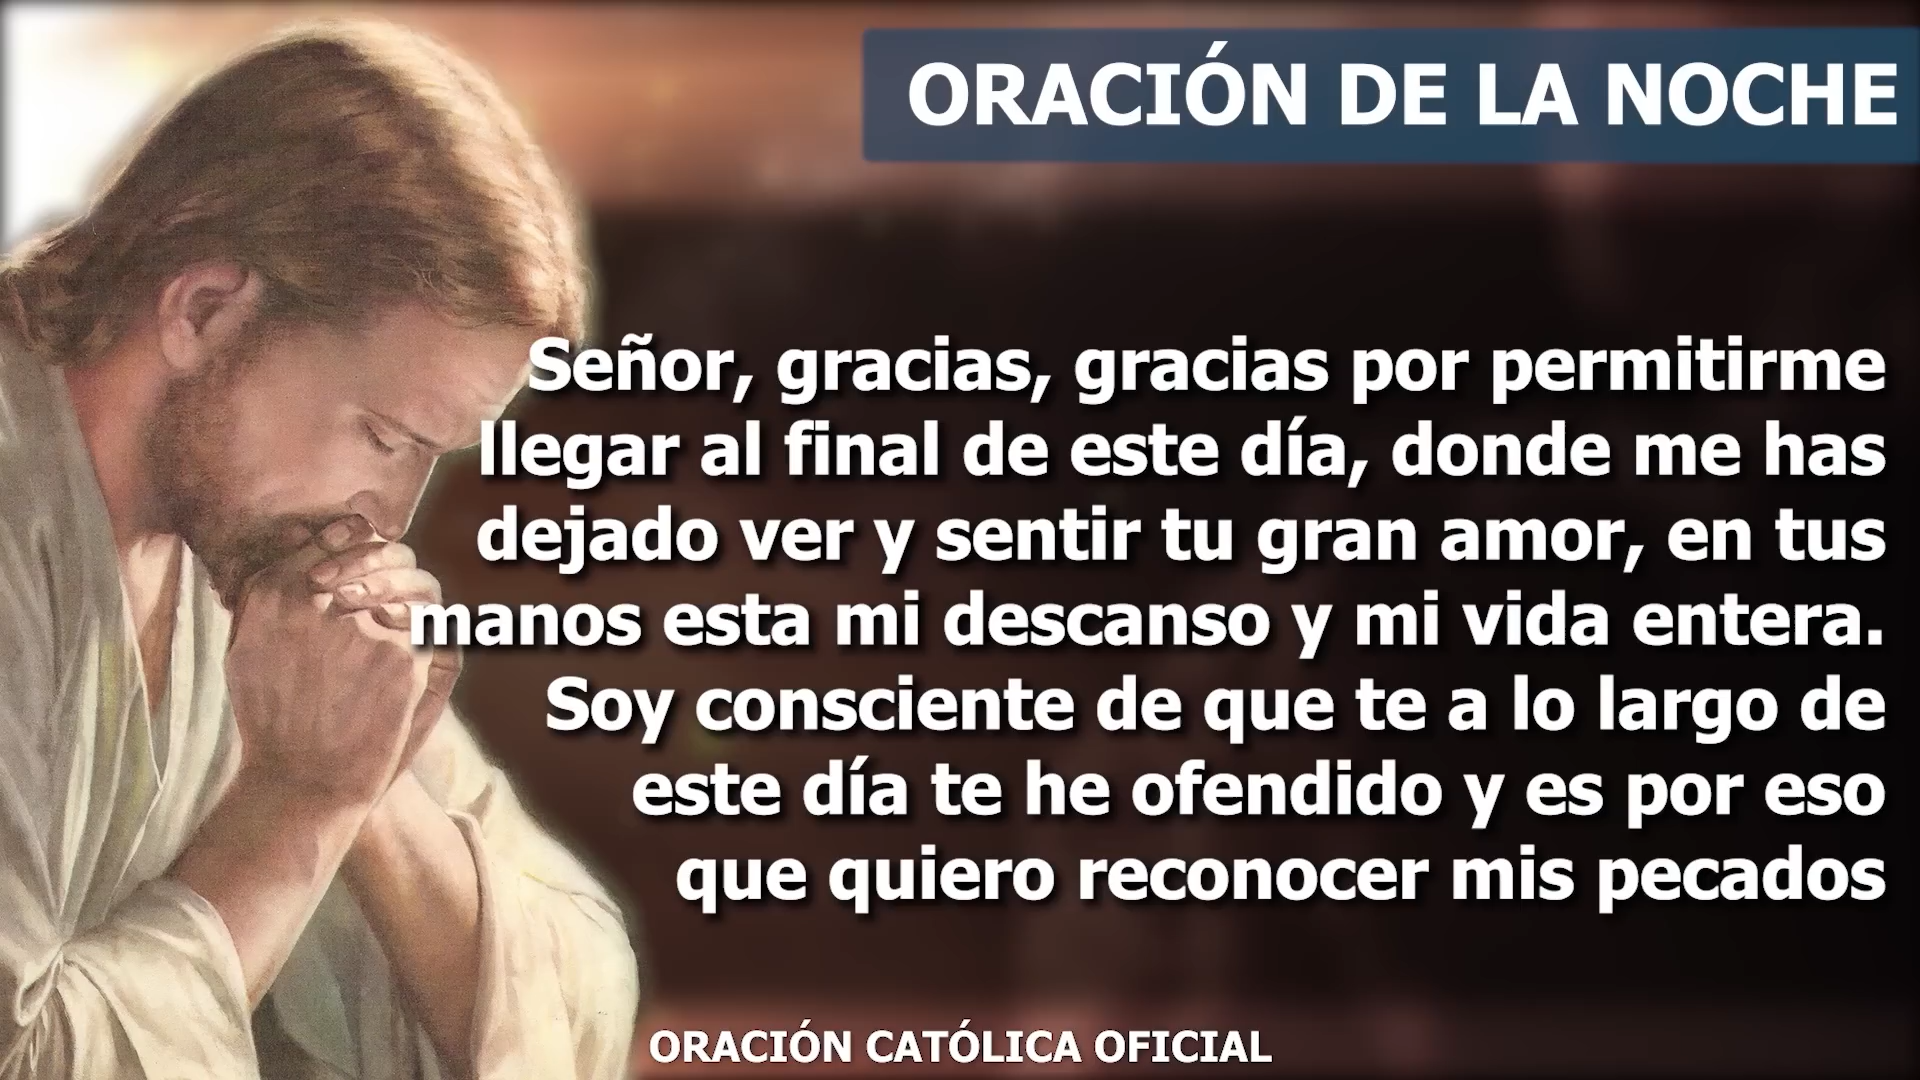 ORACIÓN DE LA NOCHE
Señor, gracias, gracias por permitirme
llegar al final de este día, donde me has
dejado ver y sentir tu gran amor, en tus
manos esta mi descanso y mi vida entera.
Soy consciente de que te a lo largo de
este día te he ofendido y es por eso
que quiero reconocer mis pecados
ORACIÓN CATÓLICA OFICIAL